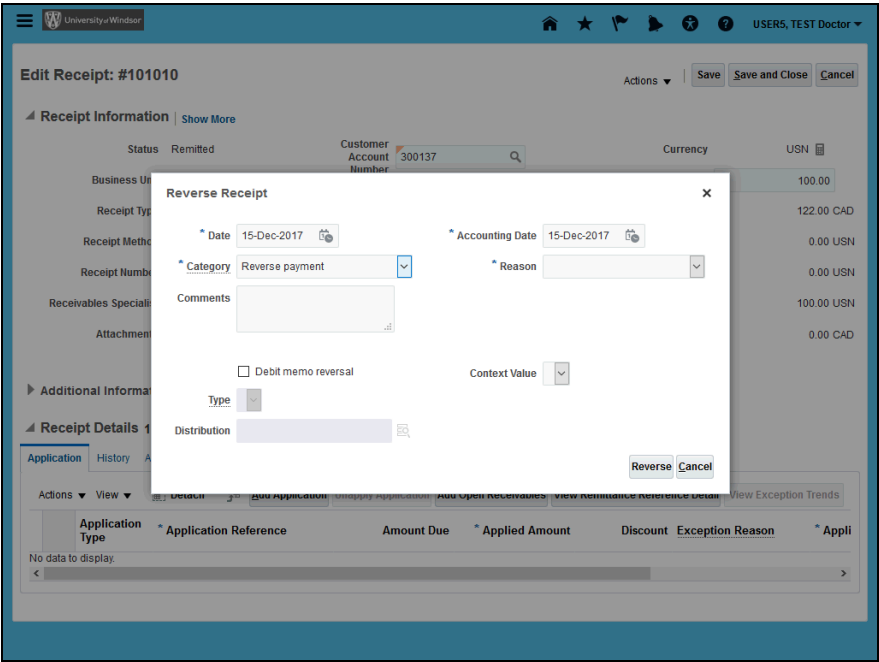 University of Windsor
USER5, TEST Doctor
Edit Receipt: #101010
Actions
Save
Save and Close
Cancel
Receipt Information | Show More
Status Remitted
Customer Account Number 300137
Currency USN
Business Un
100.00
Receipt Typ
122.00 CAD
Receipt Metho
0.00 USN
Receipt Numbe
0.00 USN
Receivables Speciali
100.00 USN
Attachment
0.00 CAD
Reverse Receipt
* Date 15-Dec-2017
* Accounting Date 15-Dec-2017
* Category Reverse payment
* Reason
Comments
Debit memo reversal
Context Value
Type
Distribution
Reverse Cancel
Additional Informa
Receipt Details 1
Application History A
Actions View Detach Add Application Unapply Application Add Open Receivables View Remittance Reference Detail View Exception Trends
Application Type * Application Reference Amount Due * Applied Amount Discount Exception Reason * Appli
No data to display.